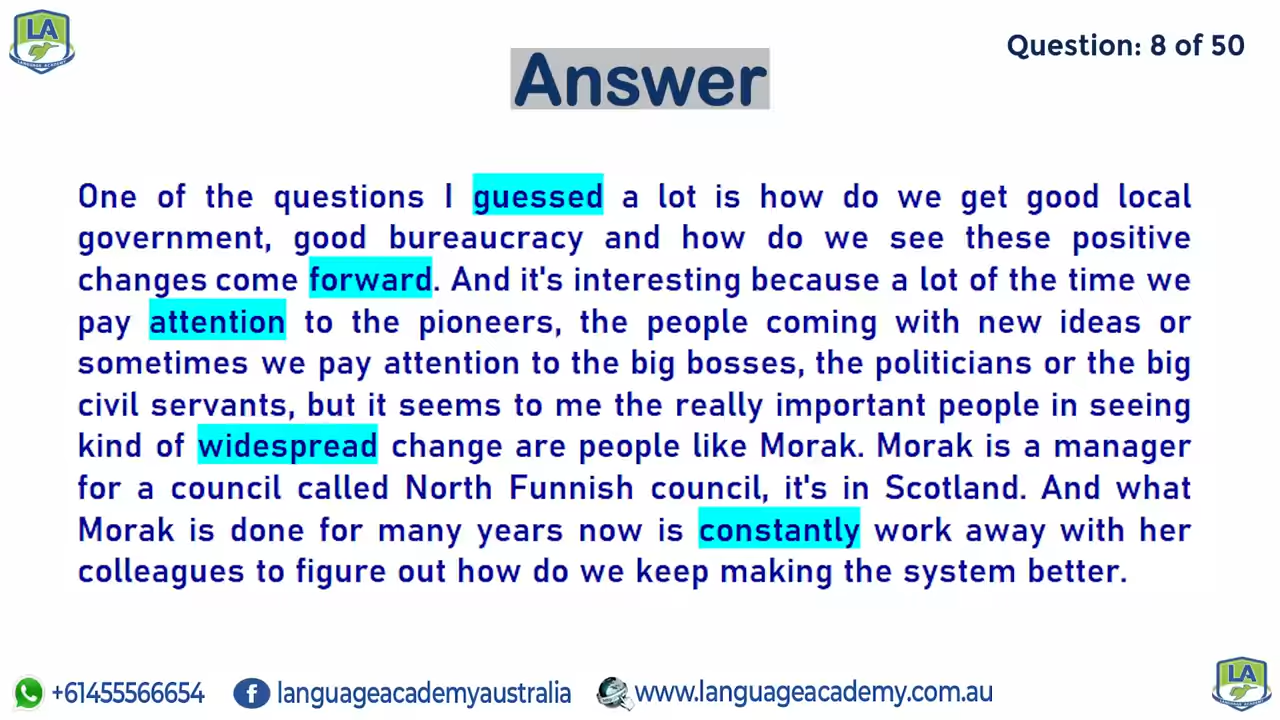 LA
LANGUAGE ACADEMY
Question: 8 of 50
Answer
One of the questions I guessed a lot is how do we get good local
government, good bureaucracy and how do we see these positive
changes come forward. And it's interesting because a lot of the time we
pay attention to the pioneers, the people coming with new ideas or
sometimes we pay attention to the big bosses, the politicians or the big
civil servants, but it seems to me the really important people in seeing
kind of widespread change are people like Morak. Morak is a manager
for a council called North Funnish council, it's in Scotland. And what
Morak is done for many years now is constantly work away with her
colleagues to figure out how do we keep making the system better.
+61455566654 languageacademyaustralia www.languageacademy.com.au
LA
LANGUAGE ACADEMY